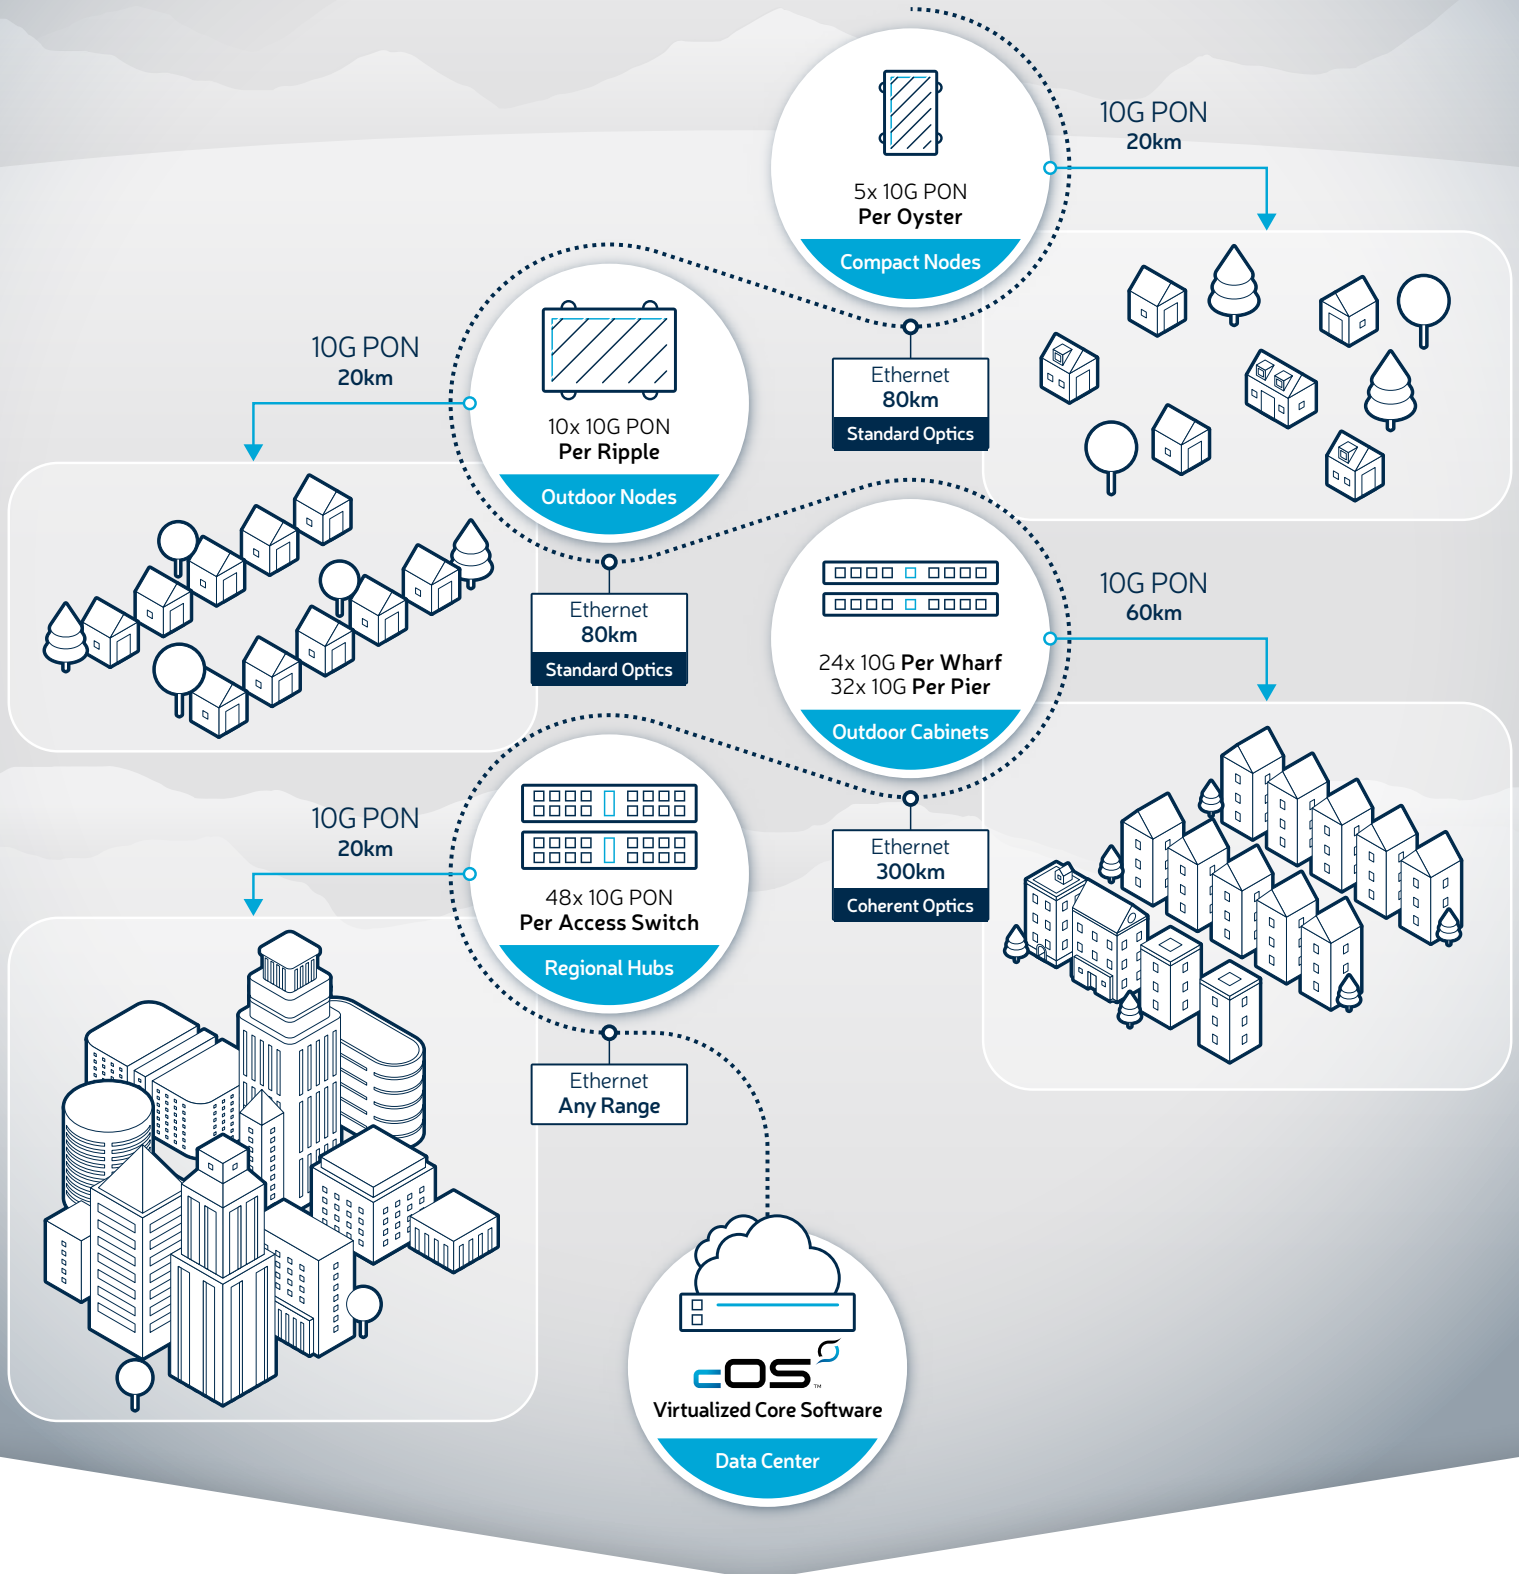 10G PON
20km
5x 10G PON
Per Oyster
Compact Nodes
10G PON
20km
10x 10G PON
Per Ripple
Outdoor Nodes
Ethernet
80km
Standard Optics
10G PON
60km
24x 10G Per Wharf
32x 10G Per Pier
Outdoor Cabinets
Ethernet
80km
Standard Optics
10G PON
20km
48x 10G PON
Per Access Switch
Regional Hubs
Ethernet
300km
Coherent Optics
Ethernet
Any Range
cOS™
Virtualized Core Software
Data Center